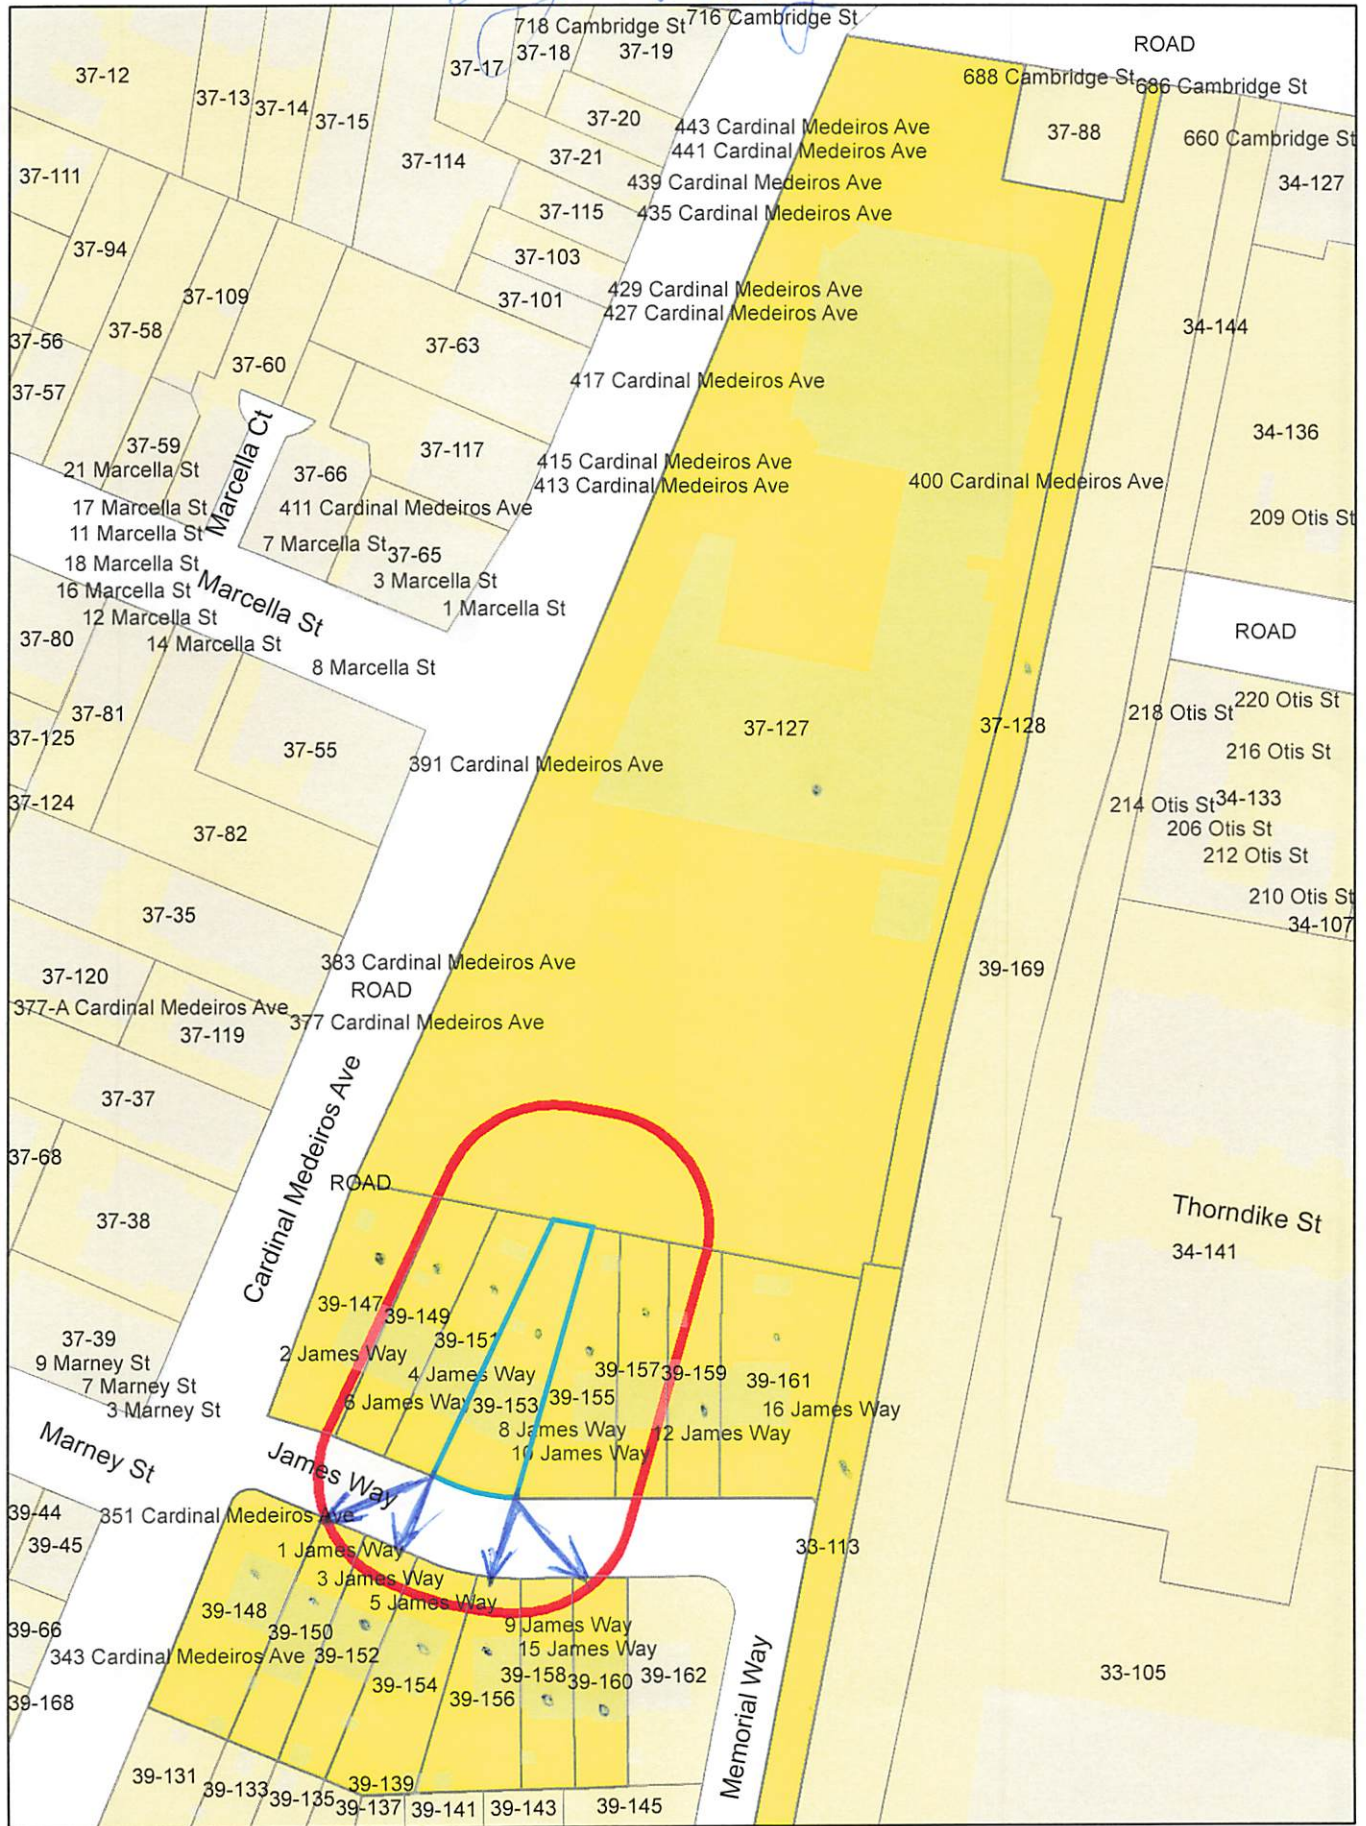 718 Cambridge St
716 Cambridge St
ROAD
37-12
37-13
37-14
37-15
37-17
37-18
37-19
688 Cambridge St
686 Cambridge St
37-20
443 Cardinal Medeiros Ave
37-88
660 Cambridge St
37-114
37-21
441 Cardinal Medeiros Ave
37-111
439 Cardinal Medeiros Ave
34-127
37-115
435 Cardinal Medeiros Ave
37-94
37-103
37-109
37-101
429 Cardinal Medeiros Ave
427 Cardinal Medeiros Ave
37-56
37-58
37-63
34-144
37-57
37-60
417 Cardinal Medeiros Ave
Marcella Ct
37-59
37-117
34-136
21 Marcella St
37-66
415 Cardinal Medeiros Ave
413 Cardinal Medeiros Ave
400 Cardinal Medeiros Ave
17 Marcella St
411 Cardinal Medeiros Ave
209 Otis St
11 Marcella St
7 Marcella St
37-65
18 Marcella St
3 Marcella St
16 Marcella St
Marcella St
1 Marcella St
12 Marcella St
37-80
14 Marcella St
ROAD
8 Marcella St
37-81
218 Otis St
220 Otis St
37-125
37-55
37-127
37-128
216 Otis St
391 Cardinal Medeiros Ave
37-124
214 Otis St
34-133
37-82
206 Otis St
212 Otis St
37-35
210 Otis St
34-107
37-120
383 Cardinal Medeiros Ave
39-169
ROAD
377-A Cardinal Medeiros Ave
377 Cardinal Medeiros Ave
37-119
37-37
Cardinal Medeiros Ave
37-68
ROAD
37-38
Thorndike St
34-141
39-147
39-149
39-151
37-39
2 James Way
4 James Way
39-157
39-159
39-161
9 Marney St
7 Marney St
6 James Way
39-153
39-155
16 James Way
3 Marney St
8 James Way
12 James Way
Marney St
James Way
10 James Way
39-44
351 Cardinal Medeiros Ave
39-45
1 James Way
33-113
3 James Way
39-148
5 James Way
39-66
39-150
9 James Way
343 Cardinal Medeiros Ave
39-152
15 James Way
39-168
39-154
39-156
39-158
39-160
39-162
33-105
Memorial Way
39-131
39-133
39-135
39-139
39-137
39-141
39-143
39-145